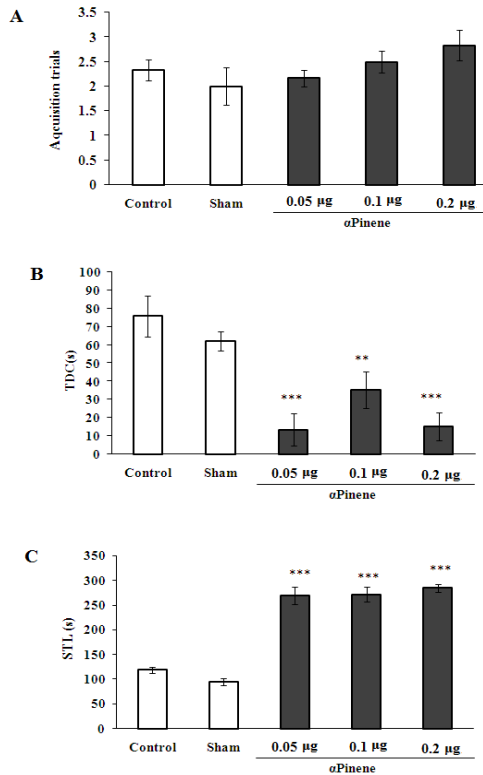 A
Aqcuisition trials
3.5
3
2.5
2
1.5
1
0.5
0
Control Sham 0.05 µg 0.1 µg 0.2 µg
αPinene
B
TDC(s)
100
90
80
70
60
50
40
30
20
10
0
*** ** ***
Control Sham 0.05 µg 0.1 µg 0.2 µg
αPinene
C
STL (s)
350
300
250
200
150
100
50
0
*** *** ***
Control Sham 0.05 µg 0.1 µg 0.2 µg
αPinene